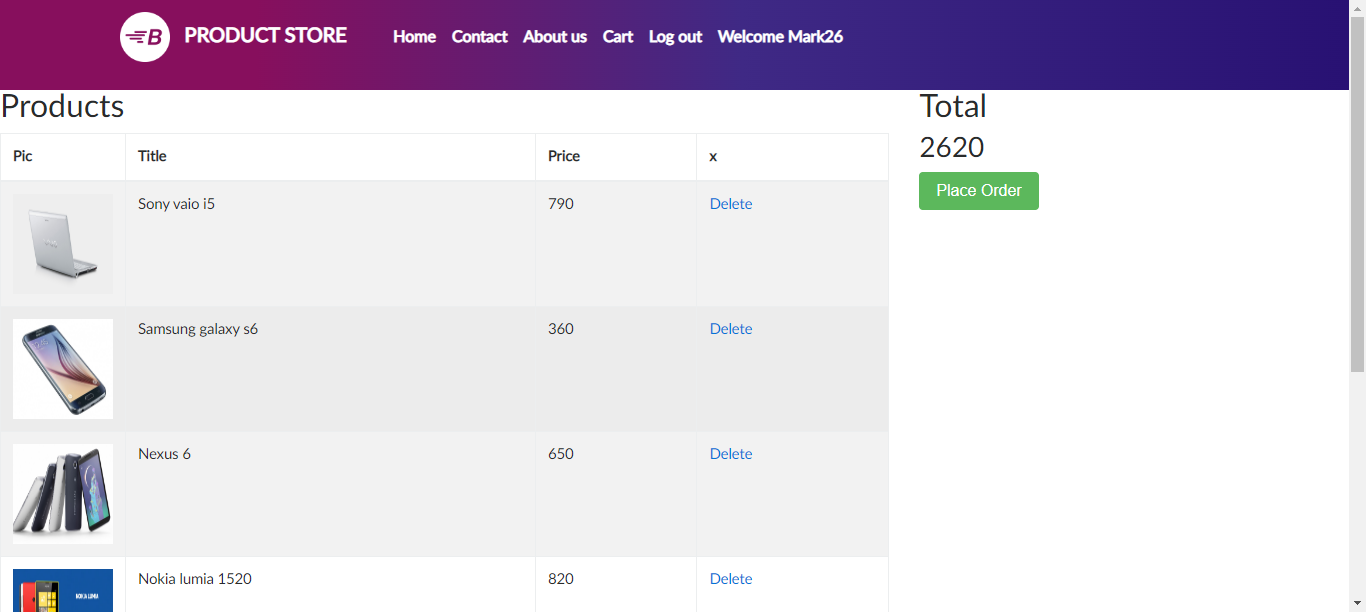 B PRODUCT STORE Home Contact About us Cart Log out Welcome Mark26
Products
Total
2620
Place Order
Pic Title Price x
Sony vaio i5 790 Delete
Samsung galaxy s6 360 Delete
Nexus 6 650 Delete
Nokia lumia 1520 820 Delete
NOKIA LUMIA